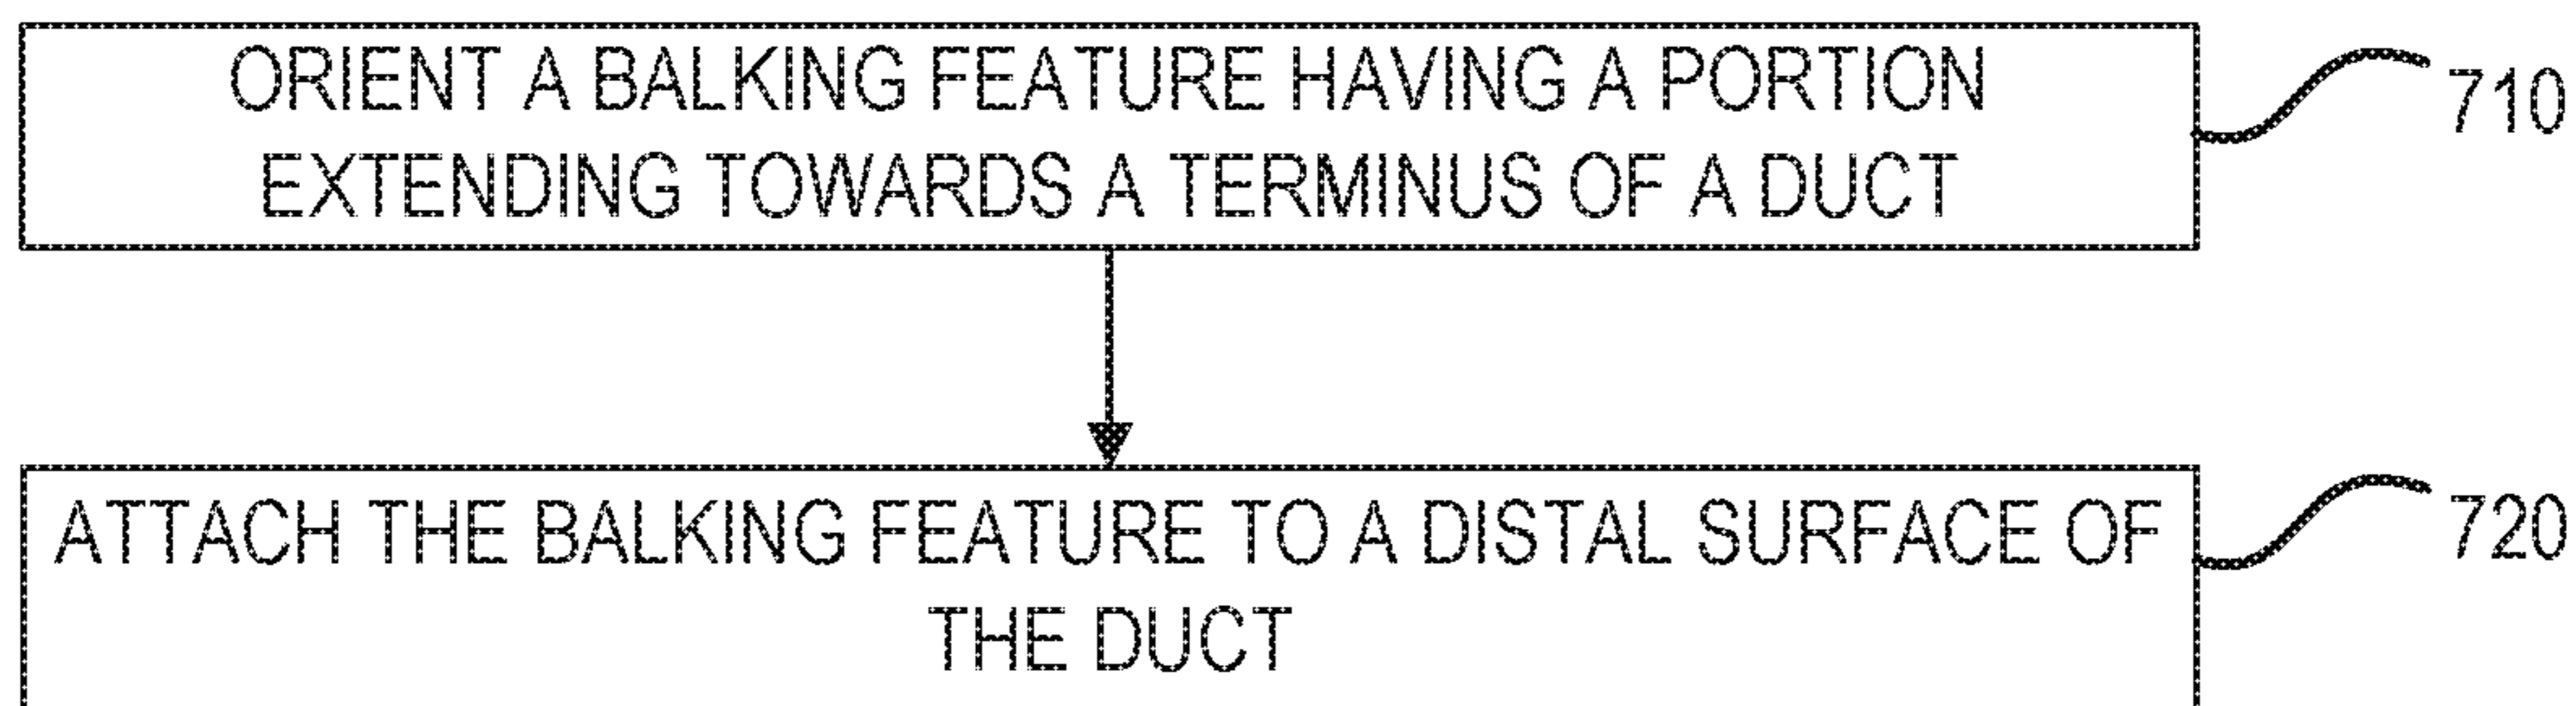 ORIENT A BALKING FEATURE HAVING A PORTION
EXTENDING TOWARDS A TERMINUS OF A DUCT
710
ATTACH THE BALKING FEATURE TO A DISTAL SURFACE OF
THE DUCT
720